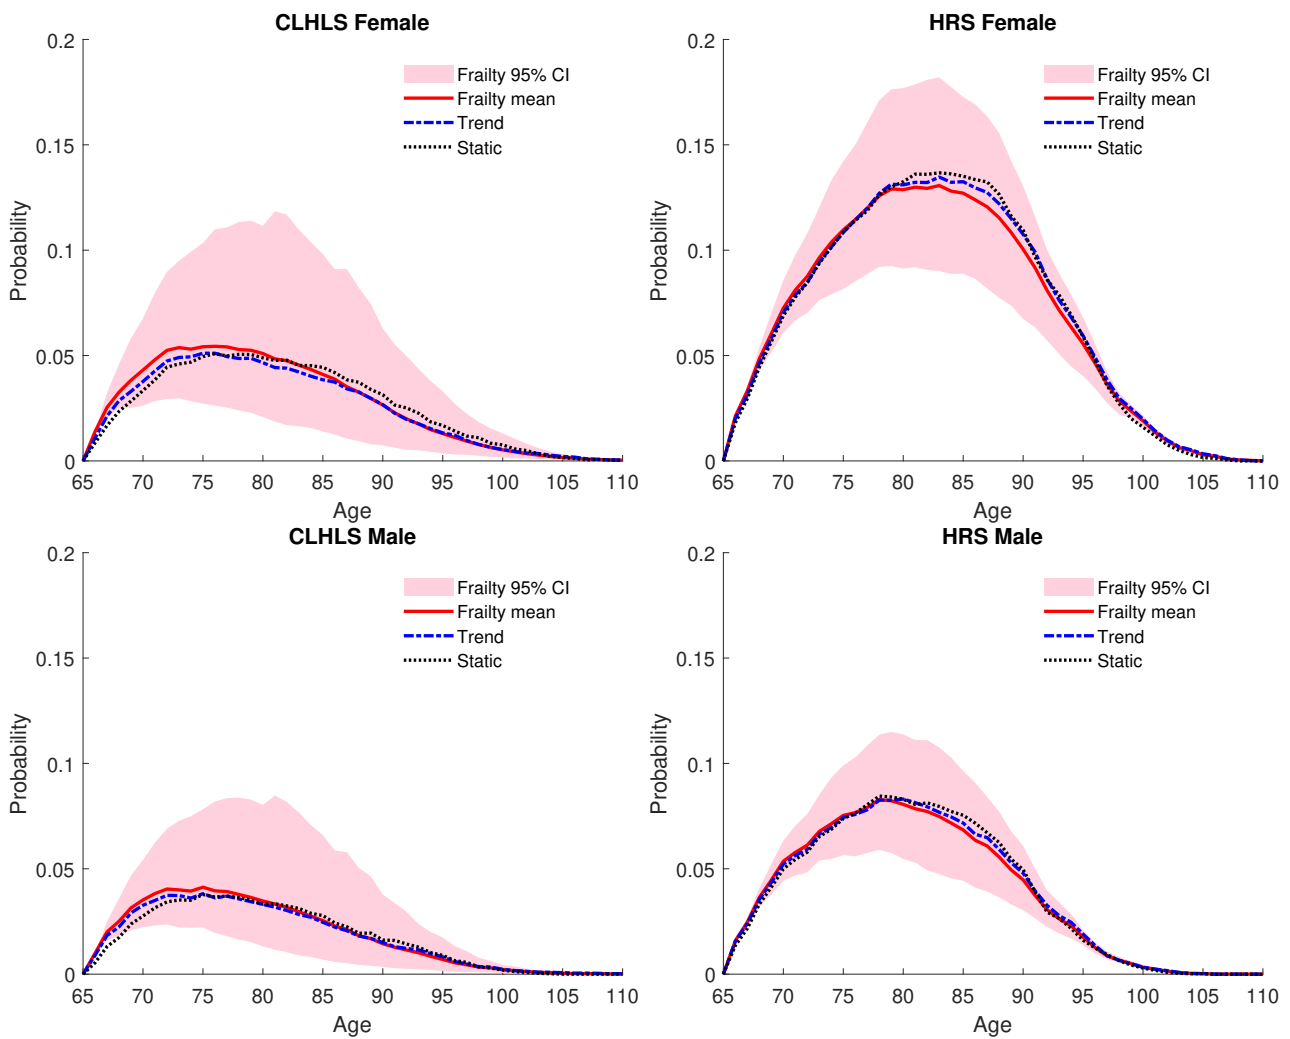 CLHLS Female
0.2
0.15
0.1
0.05
0
Probability
Frailty 95% CI
Frailty mean
Trend
Static
65 70 75 80 85 90 95 100 105 110
Age
HRS Female
0.2
0.15
0.1
0.05
0
Probability
Frailty 95% CI
Frailty mean
Trend
Static
65 70 75 80 85 90 95 100 105 110
Age
CLHLS Male
0.2
0.15
0.1
0.05
0
Probability
Frailty 95% CI
Frailty mean
Trend
Static
65 70 75 80 85 90 95 100 105 110
Age
HRS Male
0.2
0.15
0.1
0.05
0
Probability
Frailty 95% CI
Frailty mean
Trend
Static
65 70 75 80 85 90 95 100 105 110
Age